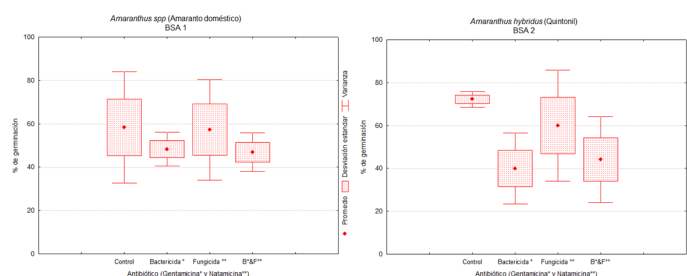 Amaranthus spp (Amaranto doméstico)
BSA 1
% de germinación
100
80
60
40
20
0
Control
Bactericida *
Fungicida **
B*&F**
Antibiótico (Gentamicina* y Natamicina**)
Promedio
Desviación estandar
Varianza
Amaranthus hybridus (Quintonil)
BSA 2
% de germinación
100
80
60
40
20
0
Control
Bactericida *
Fungicida **
B*&F**
Antibiótico (Gentamicina* y Natamicina**)